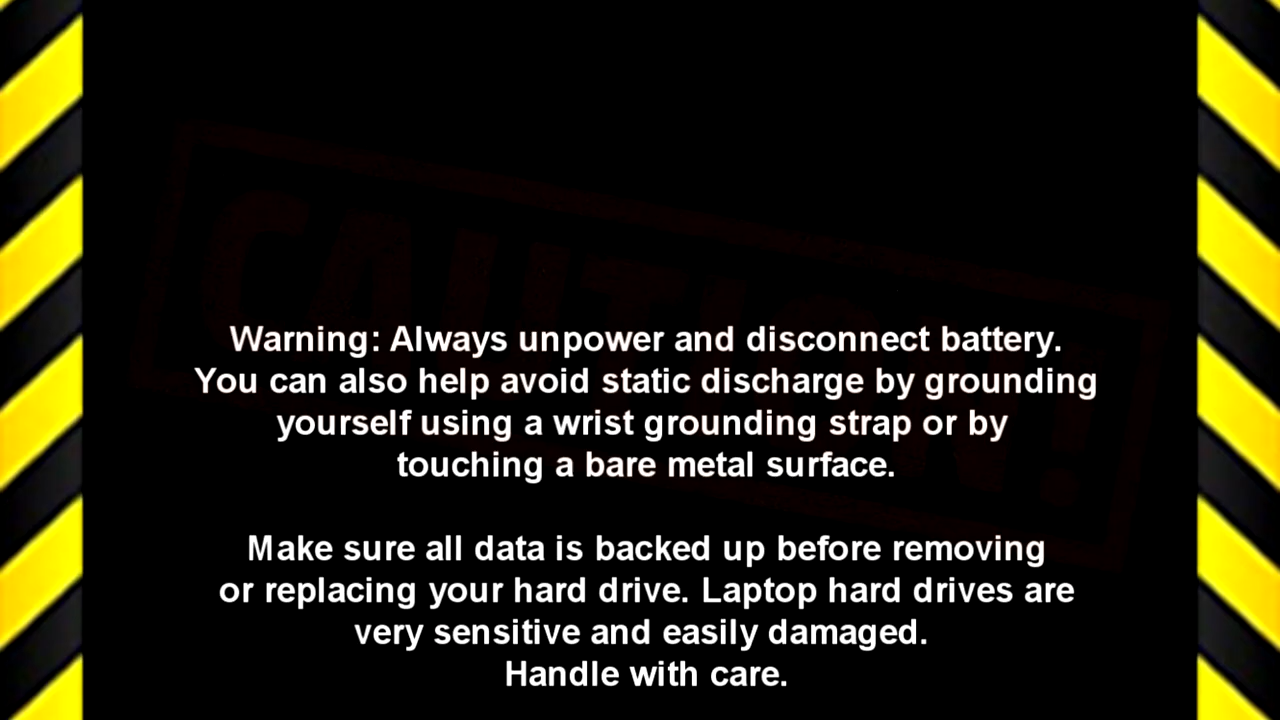 CAUTION!
Warning: Always unpower and disconnect battery.
You can also help avoid static discharge by grounding
yourself using a wrist grounding strap or by
touching a bare metal surface.
Make sure all data is backed up before removing
or replacing your hard drive. Laptop hard drives are
very sensitive and easily damaged.
Handle with care.